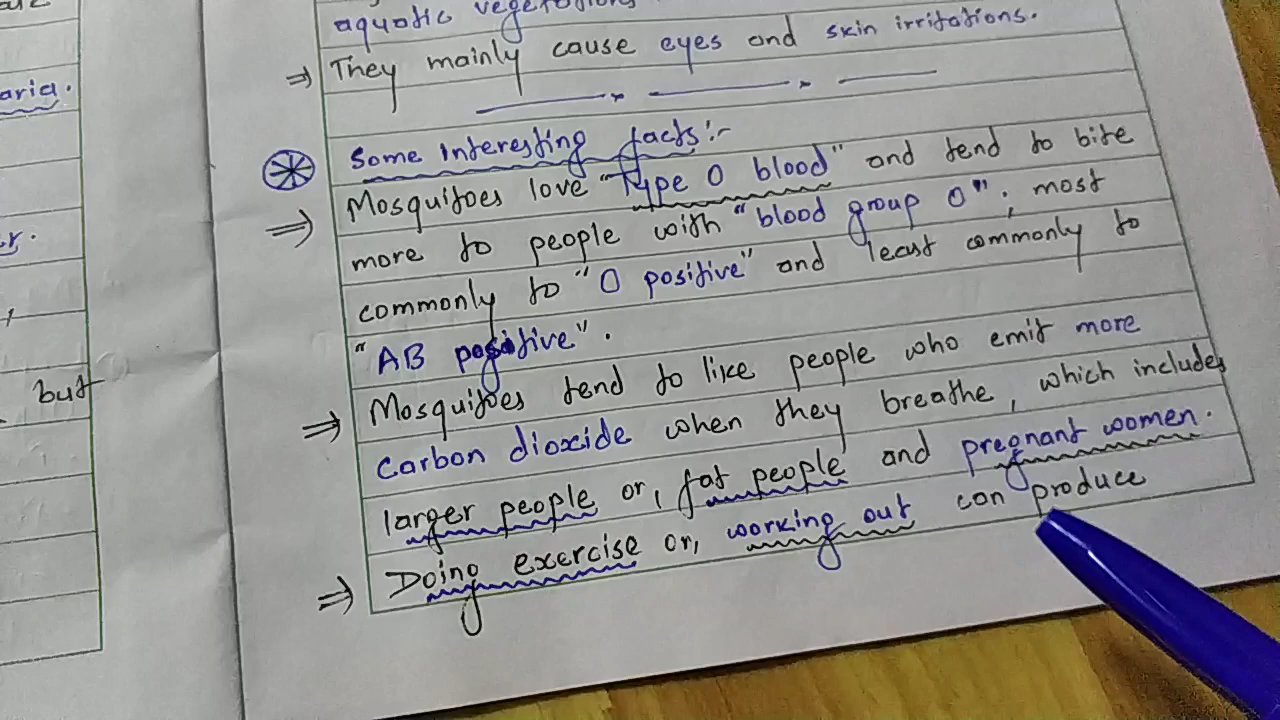 aria.
r.
,
but
aquatic vegetations
⇒ They mainly cause eyes and skin irritations.
Some interesting facts:-
⇒ Mosquitoes love "Type O blood" and tend to bite
more to people with "blood group O"; most
commonly to "O positive" and least commonly to
"AB positive".
⇒ Mosquitoes tend to like people who emit more
carbon dioxide when they breathe, which includes
larger people or, fat people and pregnant women.
⇒ Doing exercise or, working out can produce